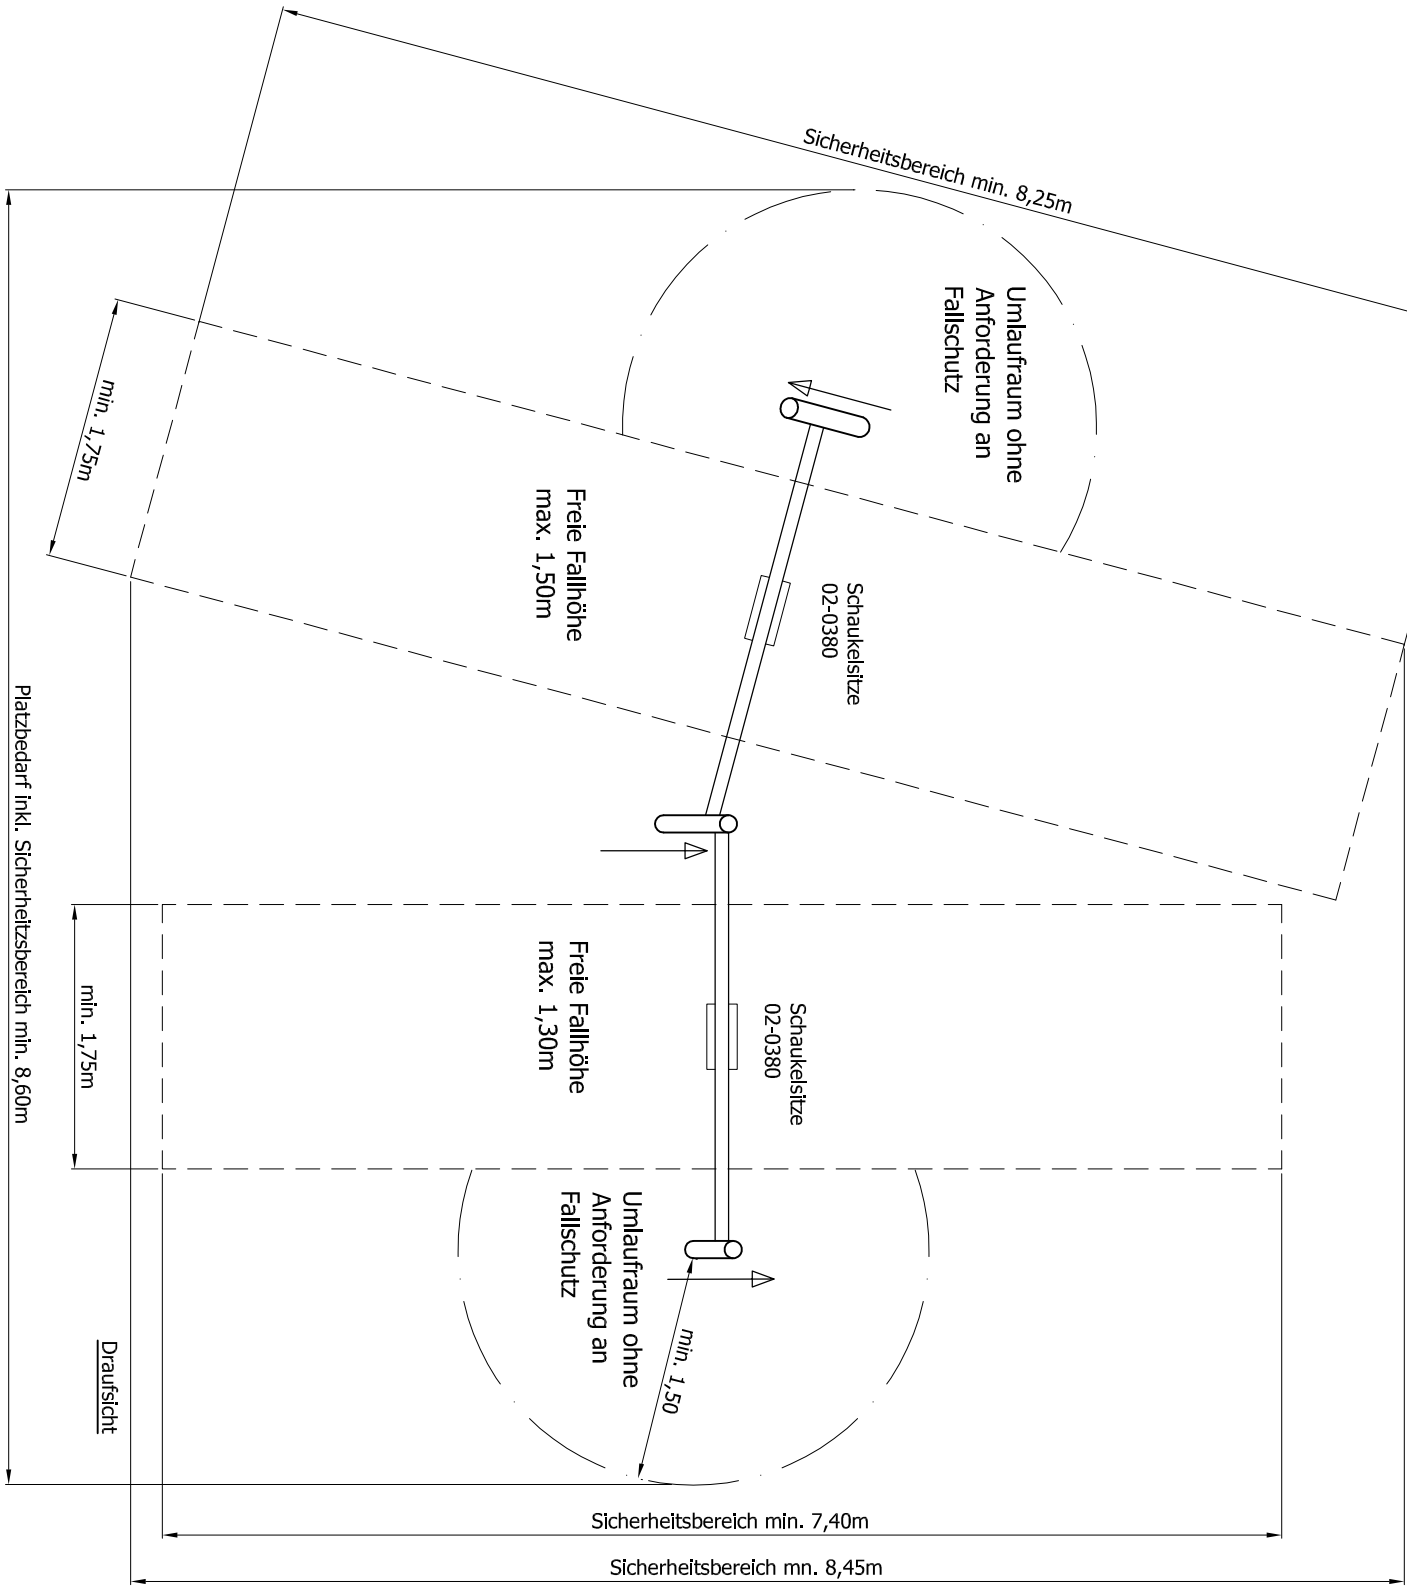 Sicherheitsbereich min. 8,25m
Umlaufraum ohne
Anforderung an
Fallschutz
min. 1,75m
Freie Fallhöhe
max. 1,50m
Schaukelsitze
02-0380
Platzbedarf inkl. Sicherheitzsbereich min. 8,60m
min. 1,75m
Freie Fallhöhe
max. 1,30m
Schaukelsitze
02-0380
Umlaufraum ohne
Anforderung an
Fallschutz
min. 1,50
Draufsicht
Sicherheitsbereich min. 7,40m
Sicherheitsbereich mn. 8,45m